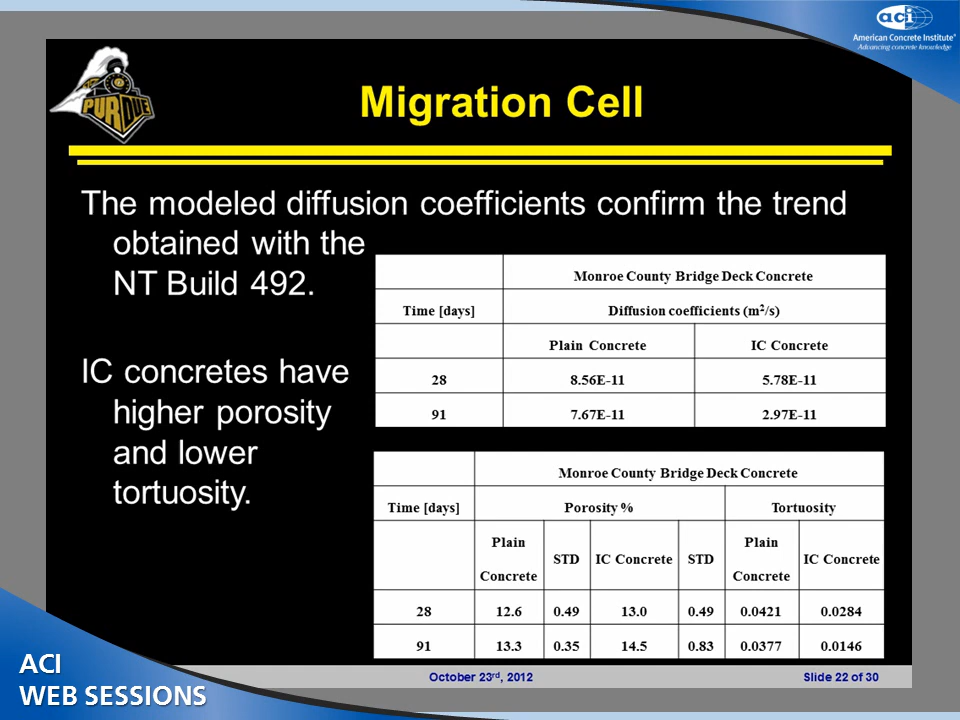 aci
American Concrete Institute®
Advancing concrete knowledge
PURDUE
Migration Cell
The modeled diffusion coefficients confirm the trend
obtained with the
NT Build 492.
IC concretes have
higher porosity
and lower
tortuosity.
Monroe County Bridge Deck Concrete
Time [days] Diffusion coefficients (m²/s)
Plain Concrete IC Concrete
28 8.56E-11 5.78E-11
91 7.67E-11 2.97E-11
Monroe County Bridge Deck Concrete
Time [days] Porosity % Tortuosity
Plain Concrete STD IC Concrete STD Plain Concrete IC Concrete
28 12.6 0.49 13.0 0.49 0.0421 0.0284
91 13.3 0.35 14.5 0.83 0.0377 0.0146
ACI
WEB SESSIONS
October 23rd, 2012 Slide 22 of 30